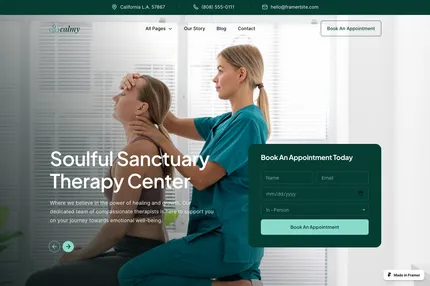 California L.A. 57867
(808) 555-0111
hello@framerbite.com
calmy
All Pages
Our Story
Blog
Contact
Book An Appointment
Soulful Sanctuary
Therapy Center
Where we believe in the power of healing and growth. Our
dedicated team of compassionate therapists is here to support you
on your journey towards emotional well-being.
Book An Appointment Today
Name
Email
mm/dd/yyyy
In - Person
Book An Appointment
Made in Framer